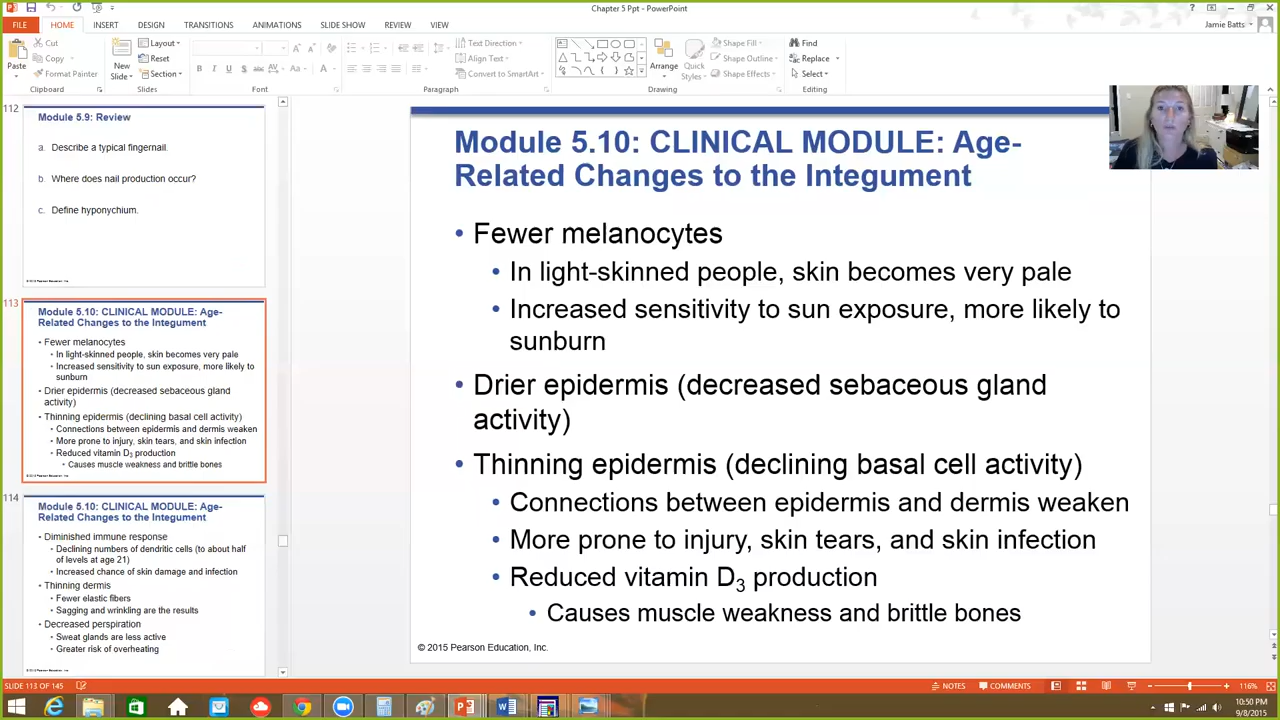 Chapter 5 Ppt - PowerPoint
FILE HOME INSERT DESIGN TRANSITIONS ANIMATIONS SLIDE SHOW REVIEW VIEW
Jamie Batts
Cut
Copy
Format Painter
Paste
Clipboard
New
Slide
Layout
Reset
Section
Slides
Font
Text Direction
Align Text
Convert to SmartArt
Paragraph
Arrange
Quick
Styles
Shape Fill
Shape Outline
Shape Effects
Drawing
Find
Replace
Select
Editing
112
Module 5.9: Review
a. Describe a typical fingernail.
b. Where does nail production occur?
c. Define hyponychium.
113
Module 5.10: CLINICAL MODULE: Age-
Related Changes to the Integument
• Fewer melanocytes
• In light-skinned people, skin becomes very pale
• Increased sensitivity to sun exposure, more likely to
sunburn
• Drier epidermis (decreased sebaceous gland
activity)
• Thinning epidermis (declining basal cell activity)
• Connections between epidermis and dermis weaken
• More prone to injury, skin tears, and skin infection
• Reduced vitamin D3 production
• Causes muscle weakness and brittle bones
114
Module 5.10: CLINICAL MODULE: Age-
Related Changes to the Integument
• Diminished immune response
• Declining numbers of dendritic cells (to about half
of levels at age 21)
• Increased chance of skin damage and infection
• Thinning dermis
• Fewer elastic fibers
• Sagging and wrinkling are the results
• Decreased perspiration
• Sweat glands are less active
• Greater risk of overheating
Module 5.10: CLINICAL MODULE: Age-
Related Changes to the Integument
• Fewer melanocytes
• In light-skinned people, skin becomes very pale
• Increased sensitivity to sun exposure, more likely to
sunburn
• Drier epidermis (decreased sebaceous gland
activity)
• Thinning epidermis (declining basal cell activity)
• Connections between epidermis and dermis weaken
• More prone to injury, skin tears, and skin infection
• Reduced vitamin D3 production
• Causes muscle weakness and brittle bones
© 2015 Pearson Education, Inc.
SLIDE 113 OF 145
NOTES COMMENTS
116%
10:50 PM
9/8/2015